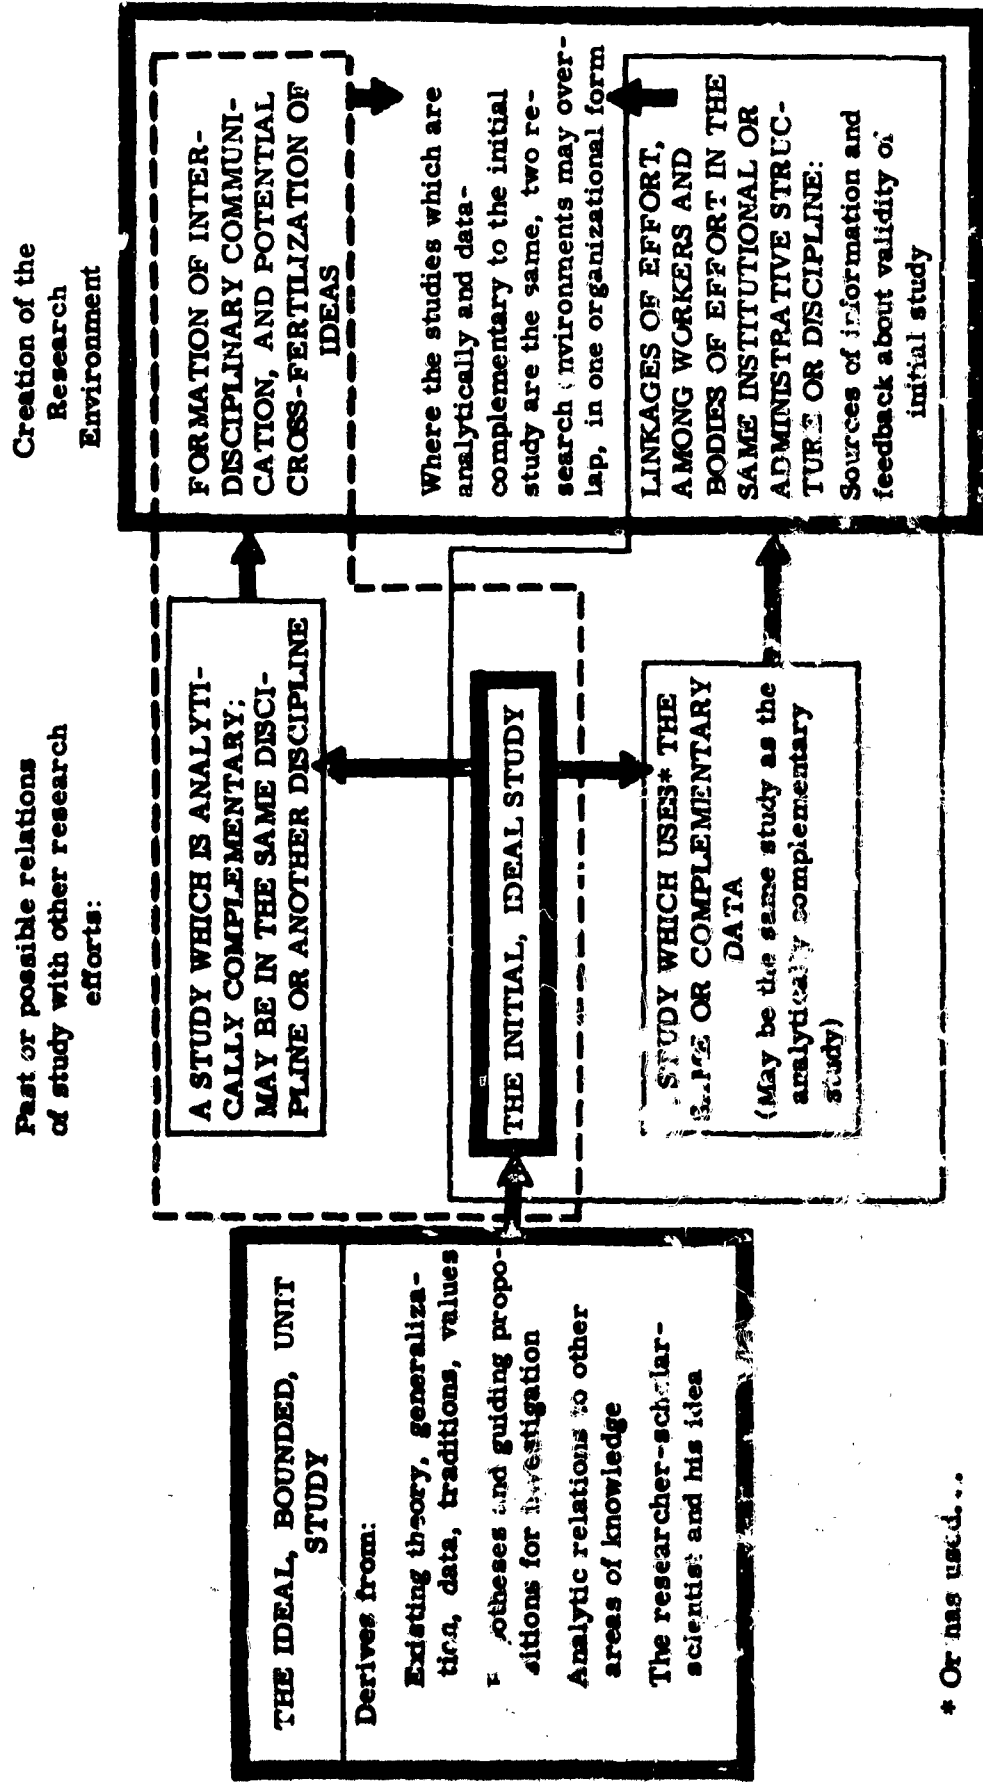 Past or possible relations
of study with other research
efforts:
Creation of the
Research
Environment
THE IDEAL, BOUNDED, UNIT
STUDY
Derives from:
Existing theory, generaliza-
tion, data, traditions, values
and guiding propo-
sitions for investigation
Analytic relations to other
areas of knowledge
The researcher-scholar-
scientist and his idea
A STUDY WHICH IS ANALYTI-
CALLY COMPLEMENTARY;
MAY BE IN THE SAME DISCI-
PLINE OR ANOTHER DISCIPLINE
THE INITIAL, IDEAL STUDY
STUDY WHICH USES* THE
OR COMPLEMENTARY
DATA
(May be the same study as the
analytically complementary
study)
FORMATION OF INTER-
DISCIPLINARY COMMUNI-
CATION, AND POTENTIAL
CROSS-FERTILIZATION OF
IDEAS
Where the studies which are
analytically and data-
complementary to the initial
study are the same, two re-
search environments may over-
lap, in one organizational form
LINKAGES OF EFFORT,
AMONG WORKERS AND
BODIES OF EFFORT IN THE
SAME INSTITUTIONAL OR
ADMINISTRATIVE STRUC-
TURE OR DISCIPLINE:
Sources of information and
feedback about validity of
initial study
* Or has used...